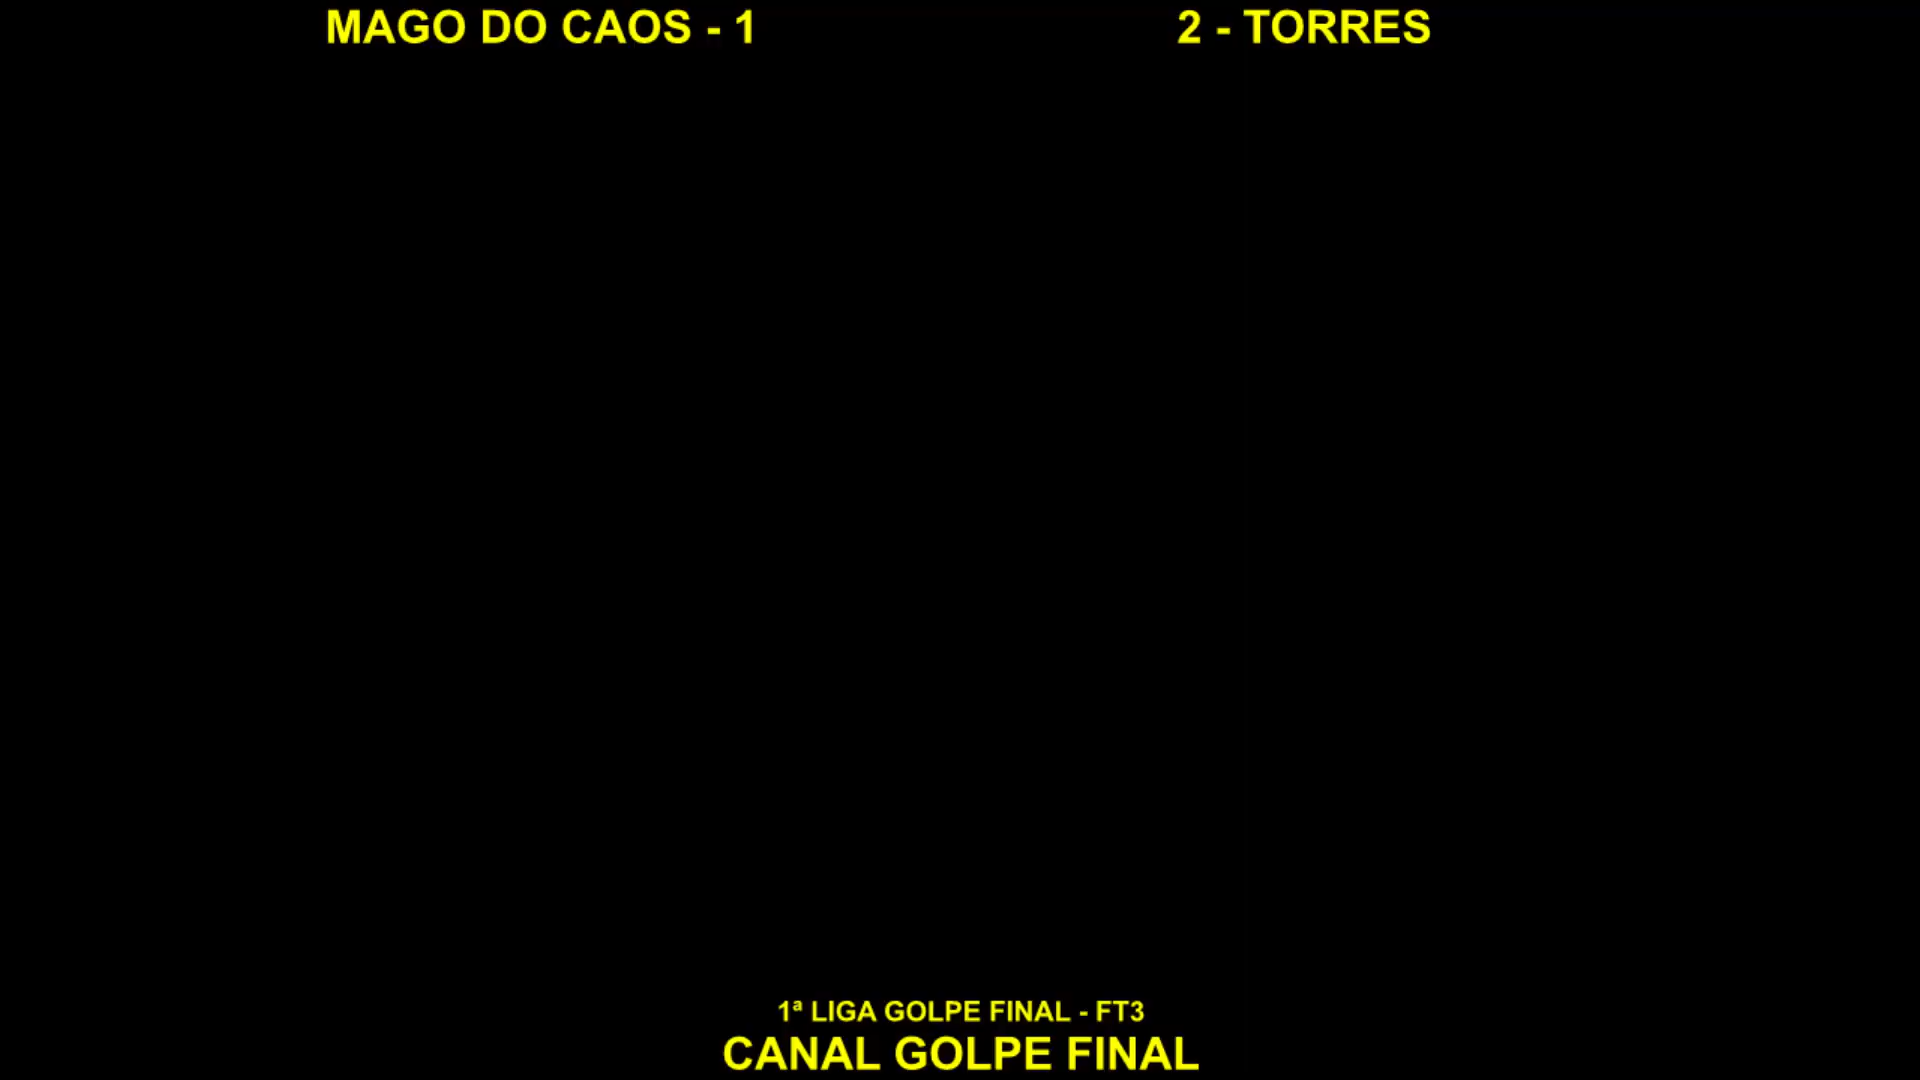 MAGO DO CAOS - 1
2 - TORRES
1ª LIGA GOLPE FINAL - FT3
CANAL GOLPE FINAL